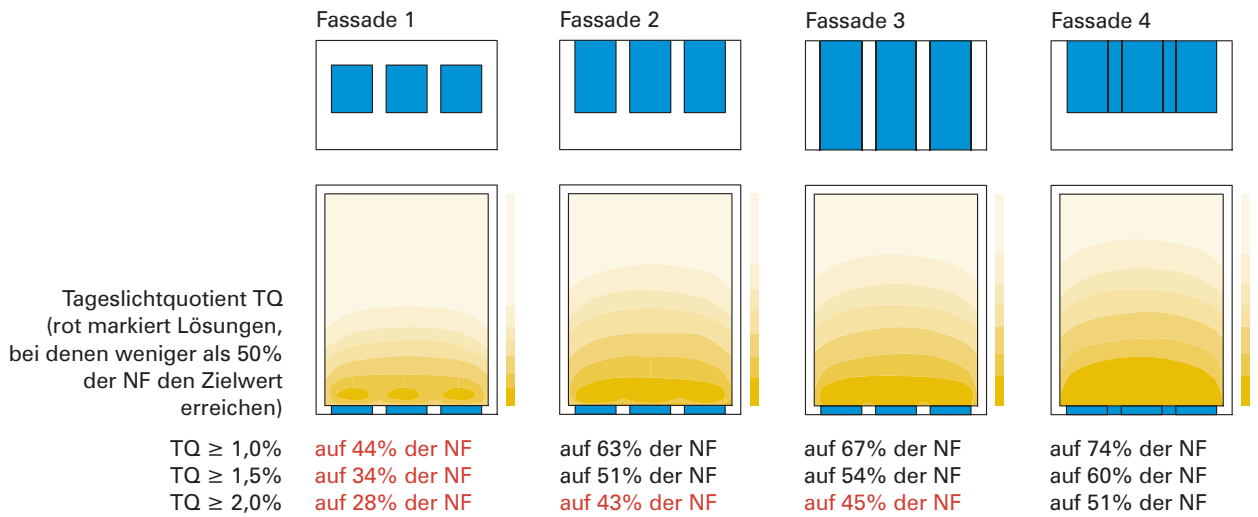 Fassade 1 Fassade 2 Fassade 3 Fassade 4
Tageslichtquotient TQ
(rot markiert Lösungen,
bei denen weniger als 50%
der NF den Zielwert
erreichen)
TQ ≥ 1,0% auf 44% der NF auf 63% der NF auf 67% der NF auf 74% der NF
TQ ≥ 1,5% auf 34% der NF auf 51% der NF auf 54% der NF auf 60% der NF
TQ ≥ 2,0% auf 28% der NF auf 43% der NF auf 45% der NF auf 51% der NF